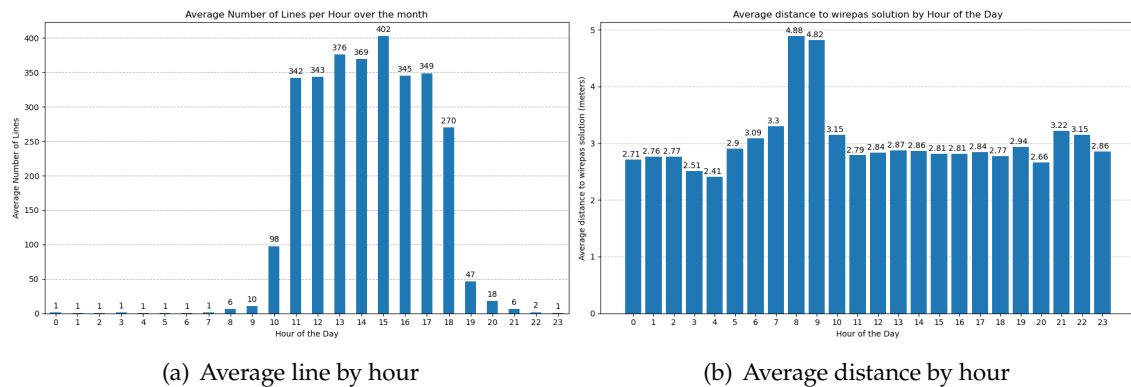 Average Number of Lines per Hour over the month
Average Number of Lines
400
350
300
250
200
150
100
50
0
1 1 1 1 1 1 1 1 6 10 98 342 343 376 369 402 345 349 270 47 18 6 2 1
0 1 2 3 4 5 6 7 8 9 10 11 12 13 14 15 16 17 18 19 20 21 22 23
Hour of the Day
(a) Average line by hour
Average distance to wirepas solution by Hour of the Day
Average distance to wirepas solution (meters)
5
4
3
2
1
0
2.71 2.76 2.77 2.51 2.41 2.9 3.09 3.3 4.88 4.82 3.15 2.79 2.84 2.87 2.86 2.81 2.81 2.84 2.77 2.94 2.66 3.22 3.15 2.86
0 1 2 3 4 5 6 7 8 9 10 11 12 13 14 15 16 17 18 19 20 21 22 23
Hour of the Day
(b) Average distance by hour